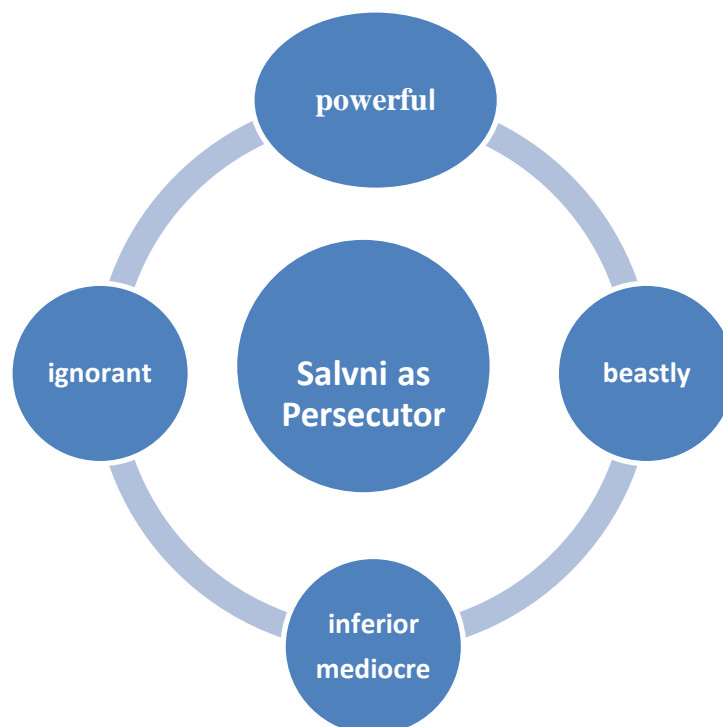 powerful
ignorant
Salvni as
Persecutor
beastly
inferior
mediocre